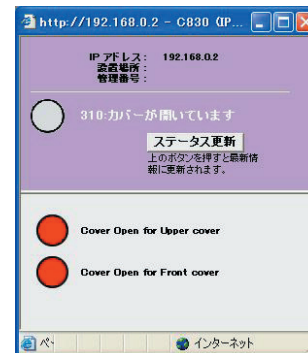 http://192.168.0.2 - C830 (IP...
IP アドレス: 192.168.0.2
設置場所:
管理番号:
310:カバーが開いています
ステータス更新
上のボタンを押すと最新情
報に更新されます。
Cover Open for Upper cover
Cover Open for Front cover
インターネット